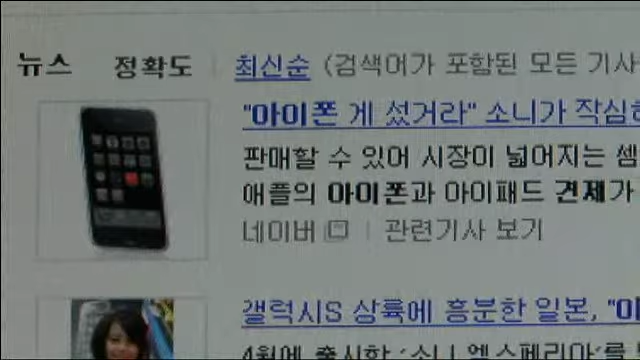 뉴스 정확도 | 최신순 (검색어가 포함된 모든 기사
"아이폰 게 섰거라" 소니가 작심하
판매할 수 있어 시장이 넓어지는 셈
애플의 아이폰과 아이패드 견제가
네이버 | 관련기사 보기
갤럭시S 상륙에 흥분한 일본, "아
4월에 출시한 '소니엑스페리아'를